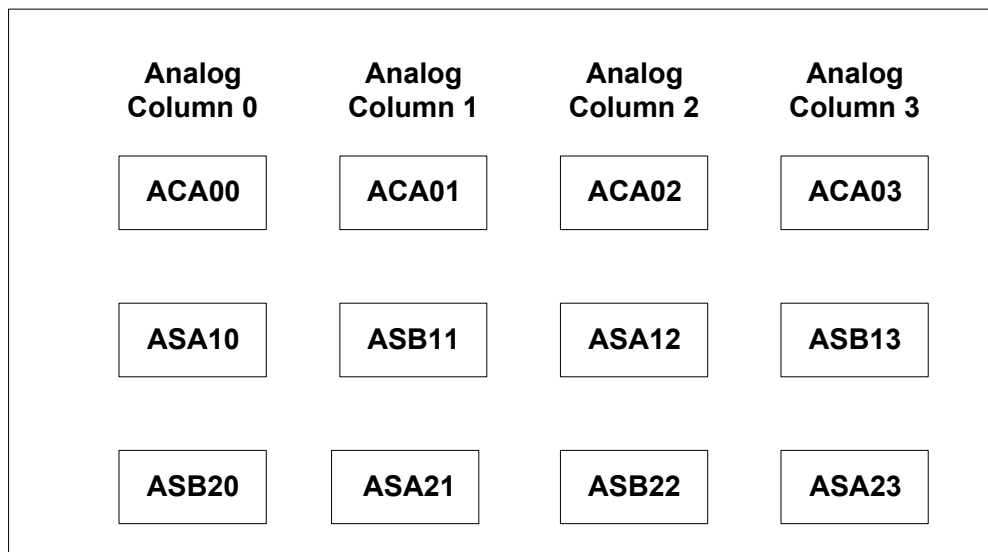 Analog Analog Analog Analog
Column 0 Column 1 Column 2 Column 3
ACA00 ACA01 ACA02 ACA03
ASA10 ASB11 ASA12 ASB13
ASB20 ASA21 ASB22 ASA23